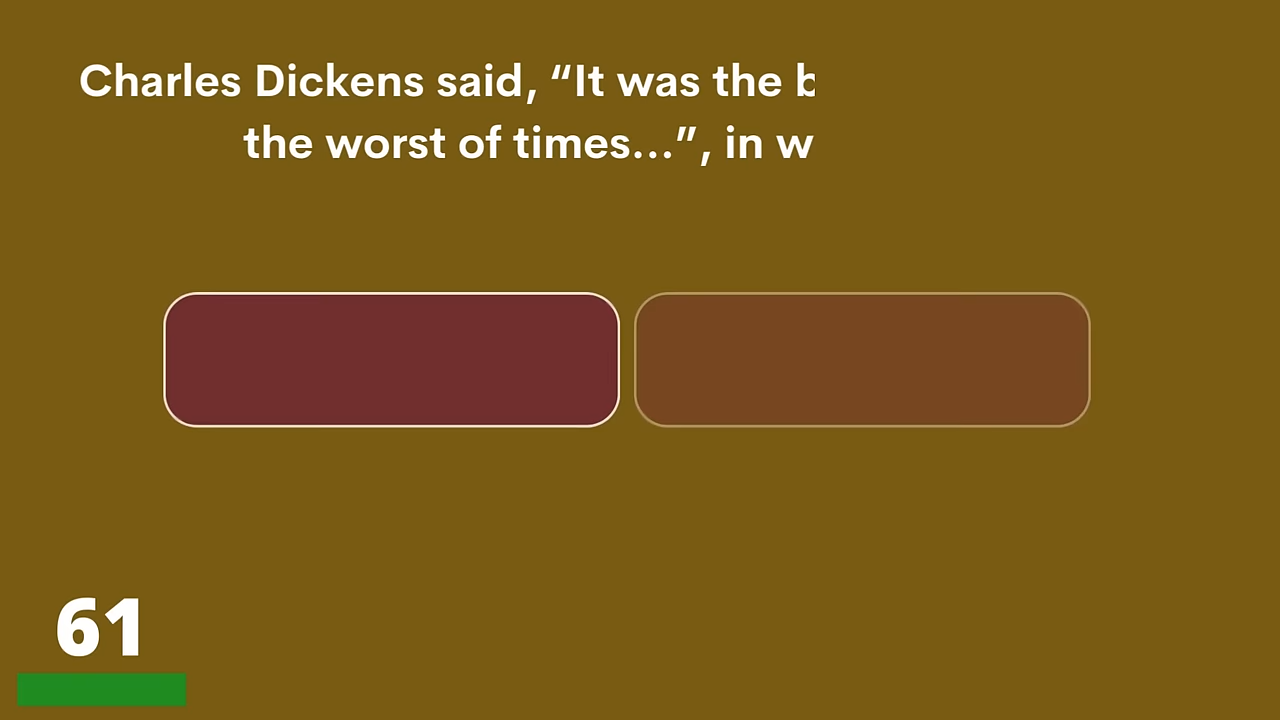 Charles Dickens said, “It was the b
the worst of times...”, in w
61